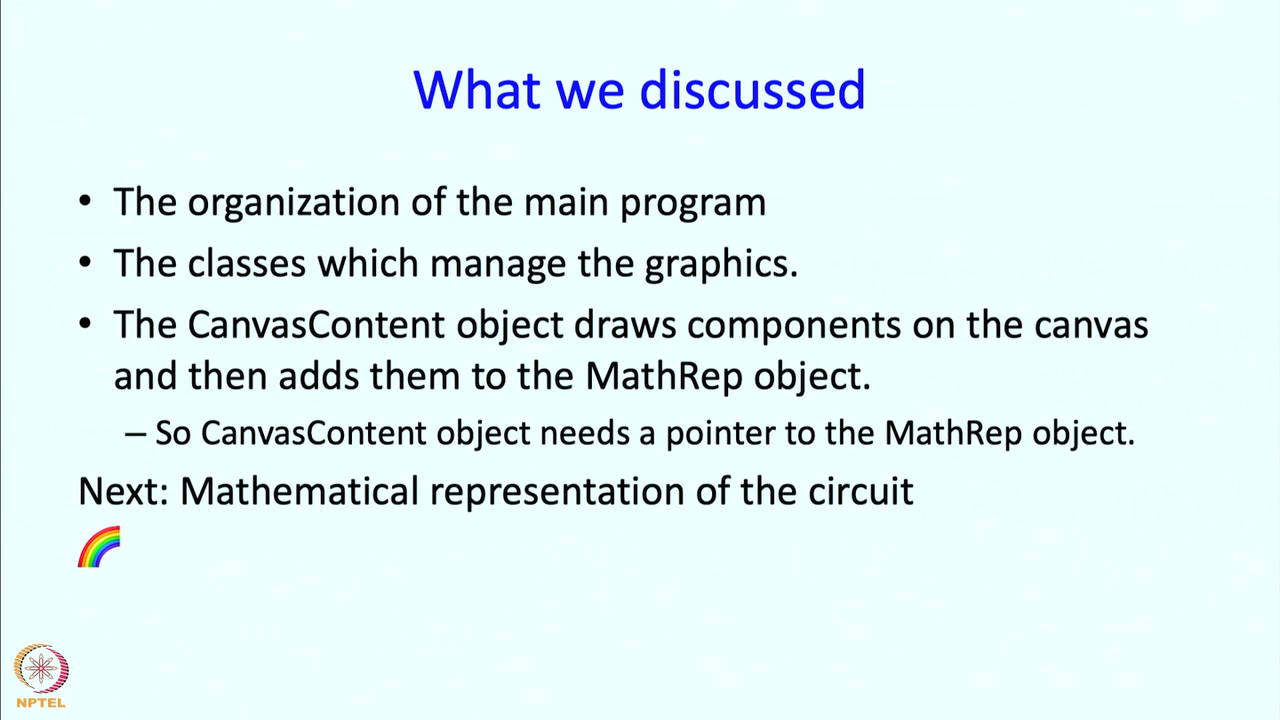 What we discussed
• The organization of the main program
• The classes which manage the graphics.
• The CanvasContent object draws components on the canvas
and then adds them to the MathRep object.
– So CanvasContent object needs a pointer to the MathRep object.
Next: Mathematical representation of the circuit
🌈
NPTEL